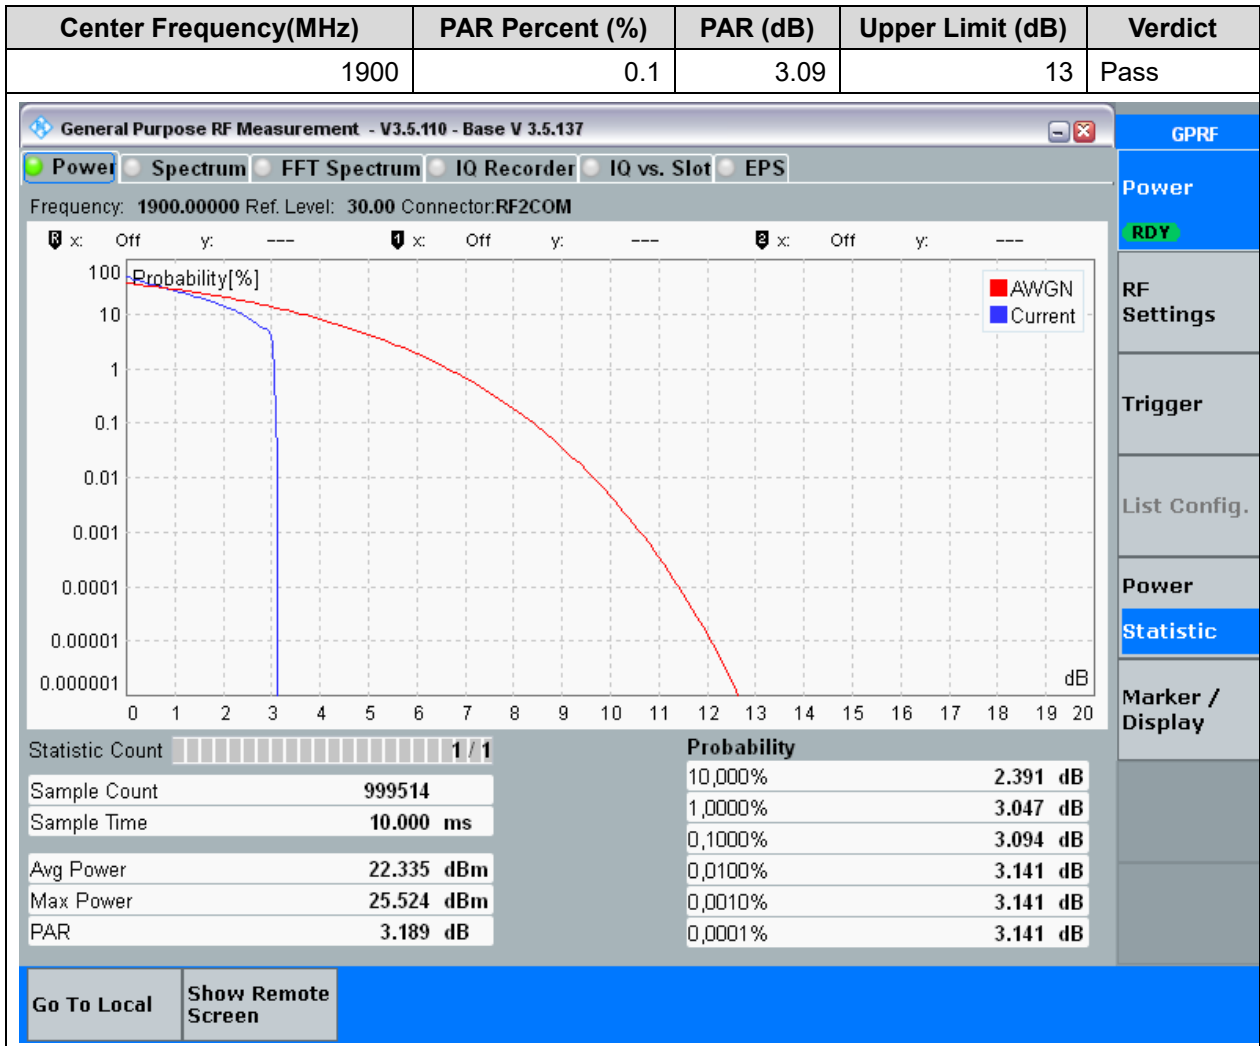 Center Frequency(MHz) PAR Percent (%) PAR (dB) Upper Limit (dB) Verdict
1900 0.1 3.09 13 Pass
General Purpose RF Measurement - V3.5.110 - Base V 3.5.137
GPRF
Power Spectrum FFT Spectrum IQ Recorder IQ vs. Slot EPS
Power
RDY
Frequency: 1900.00000 Ref. Level: 30.00 Connector:RF2COM
R x: Off y: --- 1 x: Off y: --- 2 x: Off y: ---
RF
Settings
Trigger
List Config.
Power
Statistic
Marker /
Display
Probability[%]
AWGN
Current
100
10
1
0.1
0.01
0.001
0.0001
0.00001
0.000001
dB
0 1 2 3 4 5 6 7 8 9 10 11 12 13 14 15 16 17 18 19 20
Statistic Count 1 / 1
Sample Count 999514
Sample Time 10.000 ms
Avg Power 22.335 dBm
Max Power 25.524 dBm
PAR 3.189 dB
Probability
10,000% 2.391 dB
1,0000% 3.047 dB
0,1000% 3.094 dB
0,0100% 3.141 dB
0,0010% 3.141 dB
0,0001% 3.141 dB
Go To Local
Show Remote
Screen